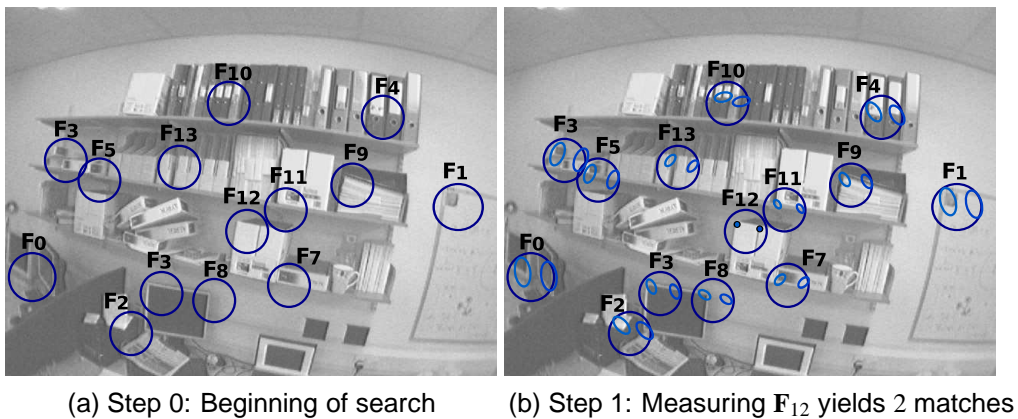 F10
F4
F3
F13
F5
F9
F1
F11
F12
F0
F3
F8
F7
F2
F10
F4
F3
F13
F5
F9
F1
F11
F12
F0
F3
F8
F7
F2
(a) Step 0: Beginning of search
(b) Step 1: Measuring F12 yields 2 matches